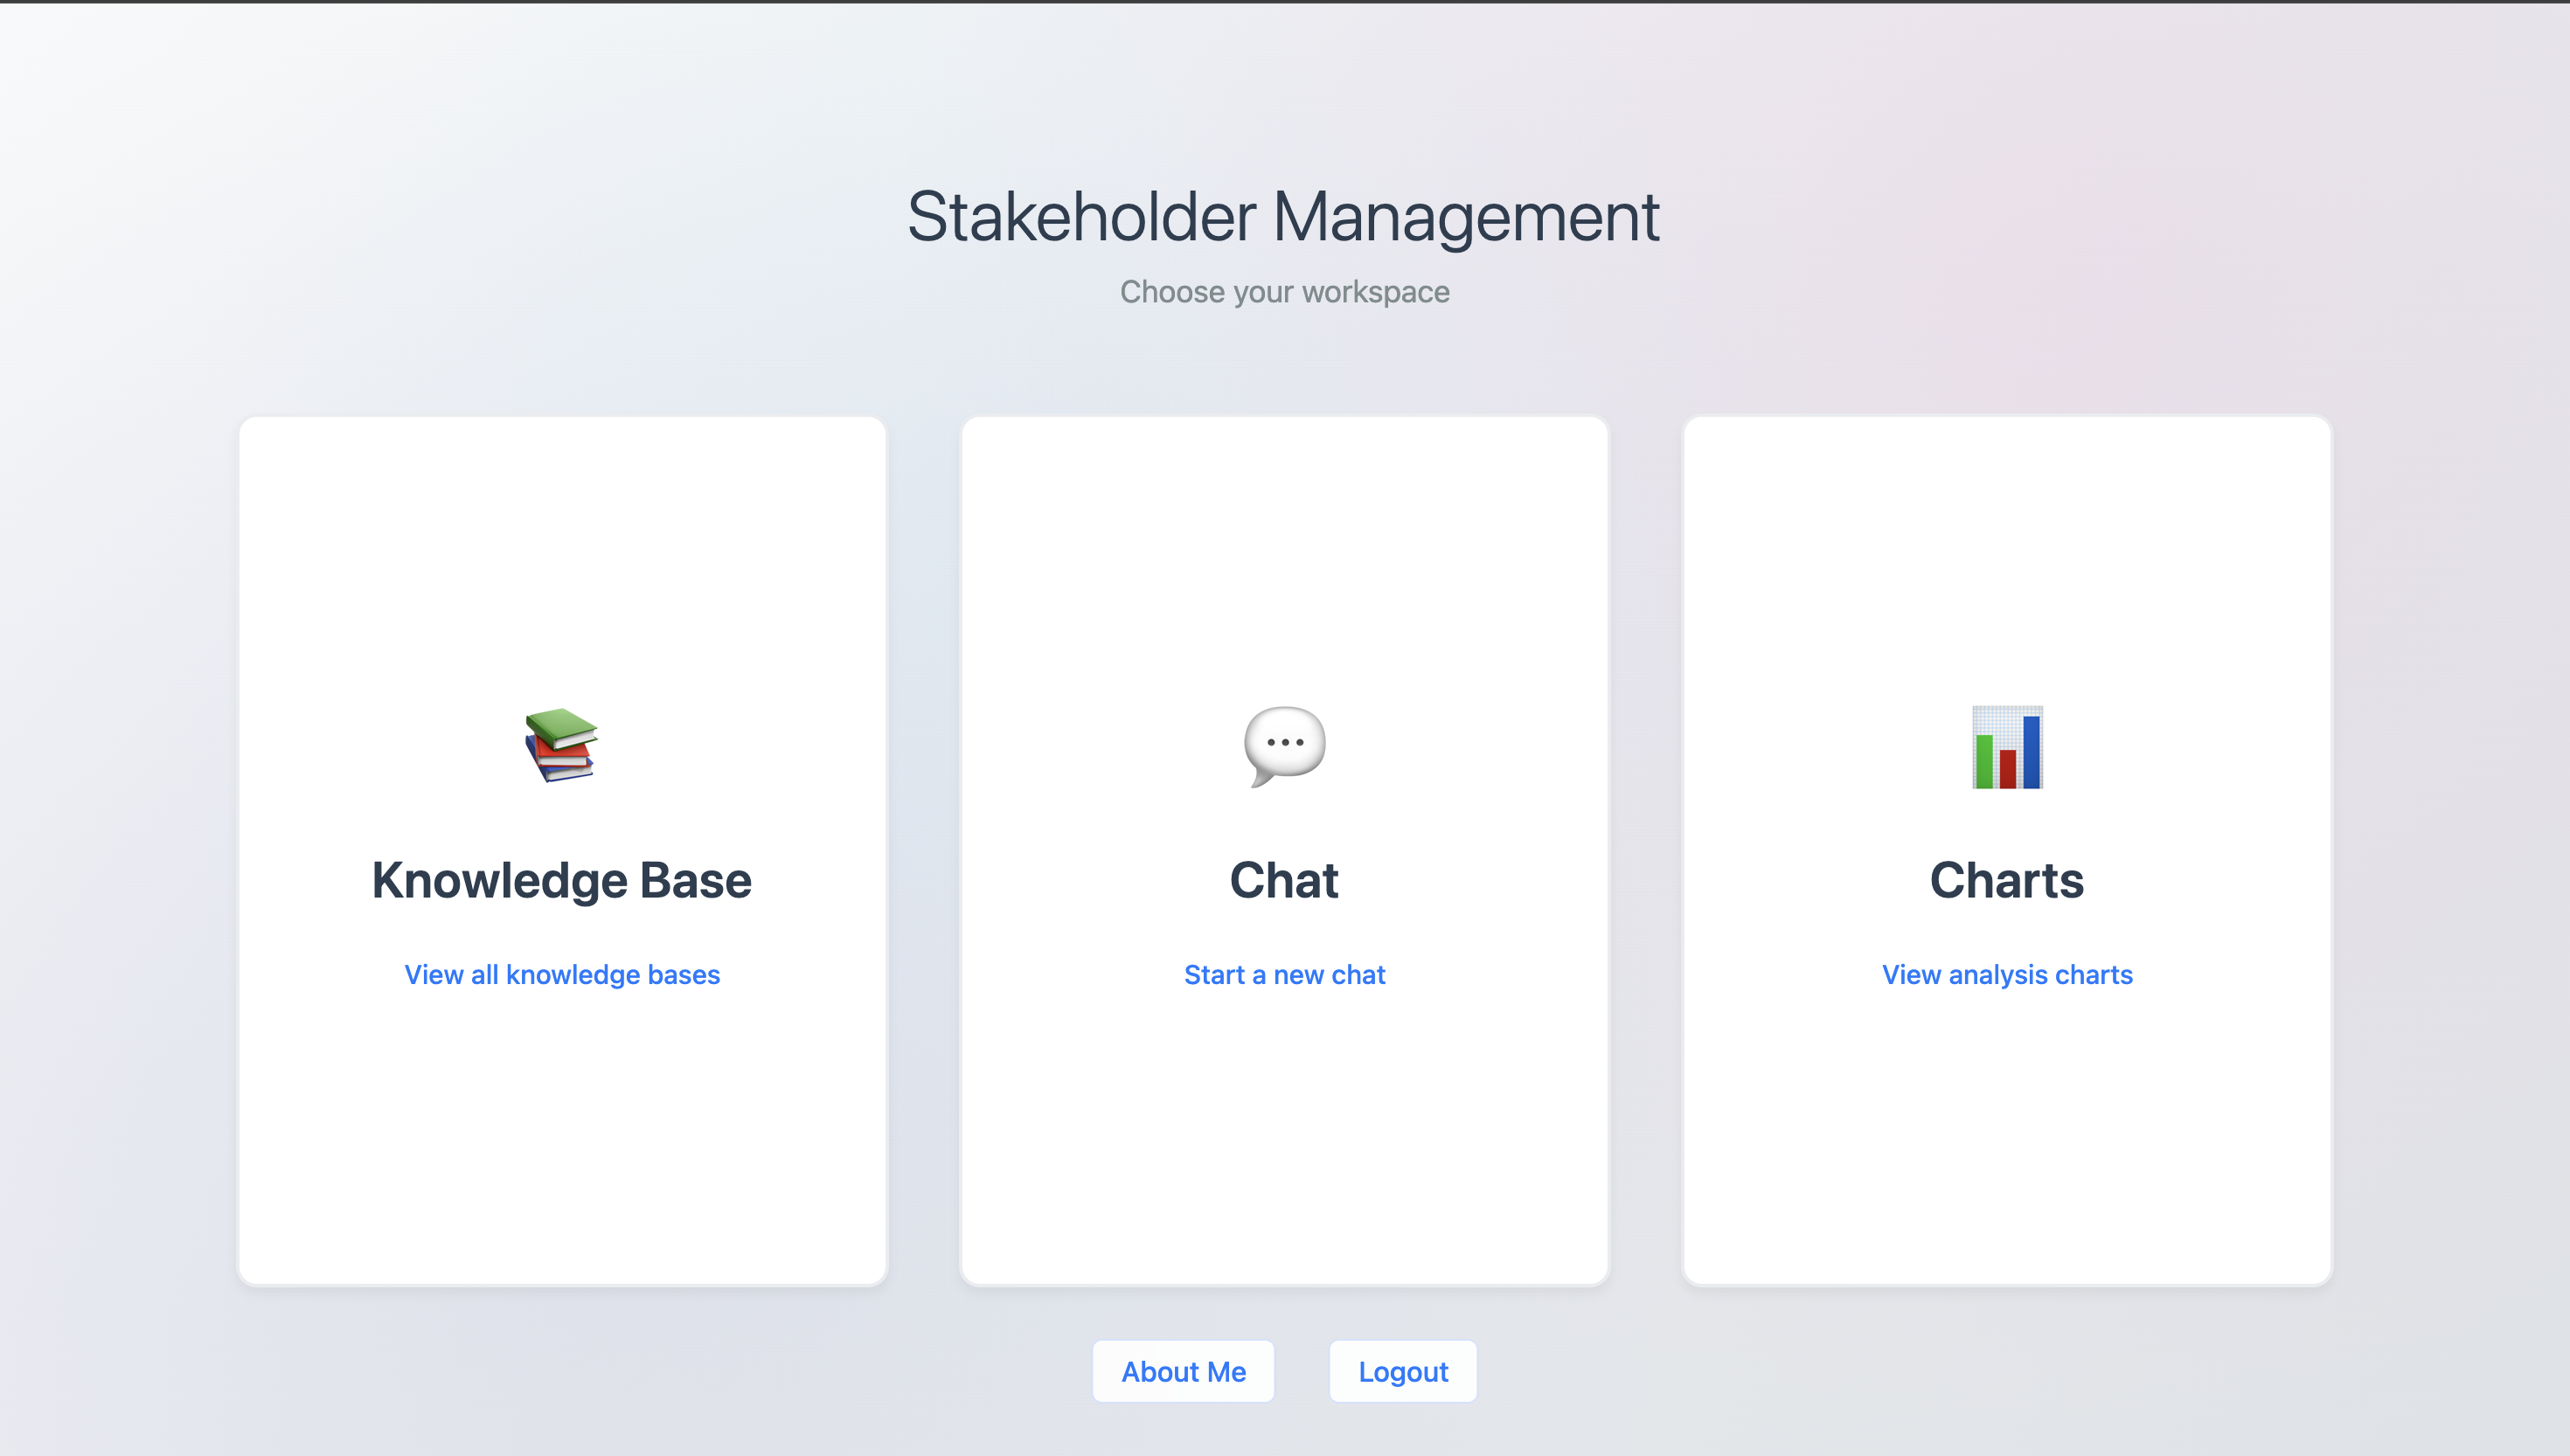 Stakeholder Management
Choose your workspace
Knowledge Base
View all knowledge bases
Chat
Start a new chat
Charts
View analysis charts
About Me
Logout